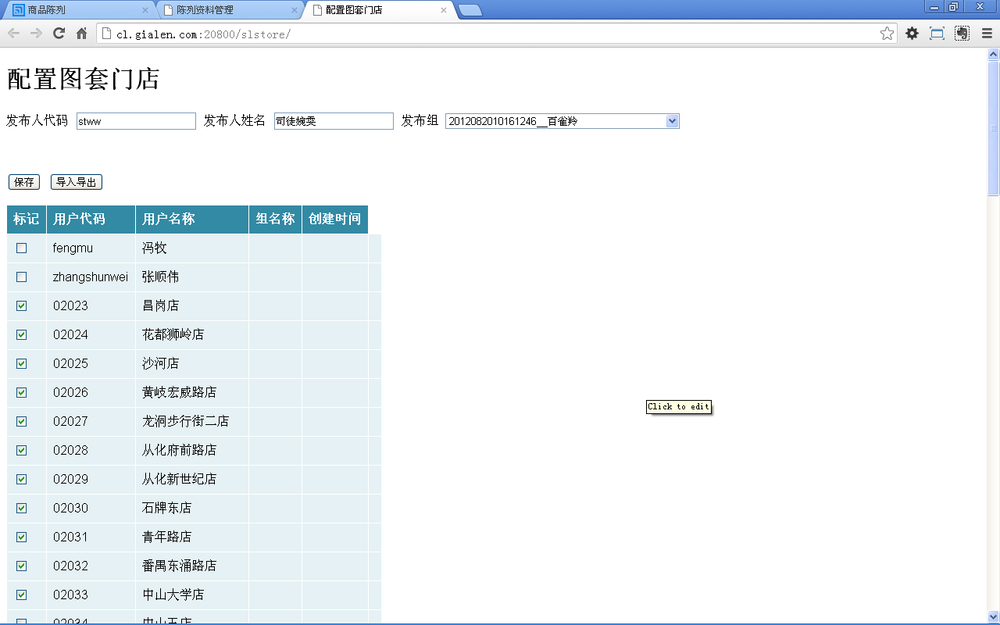 商品陈列 陈列资料管理 配置图套门店
cl.gialen.com:20800/slstore/
配置图套门店
发布人代码 stww 发布人姓名 司徒婉雯 发布组 2012082010161246__百雀羚
保存 导入导出
标记 用户代码 用户名称 组名称 创建时间
fengmu 冯牧
zhangshunwei 张顺伟
02023 昌岗店
02024 花都狮岭店
02025 沙河店
02026 黄岐宏威路店
Click to edit
02027 龙洞步行街二店
02028 从化府前路店
02029 从化新世纪店
02030 石牌东店
02031 青年路店
02032 番禺东涌路店
02033 中山大学店
02034 中山五店